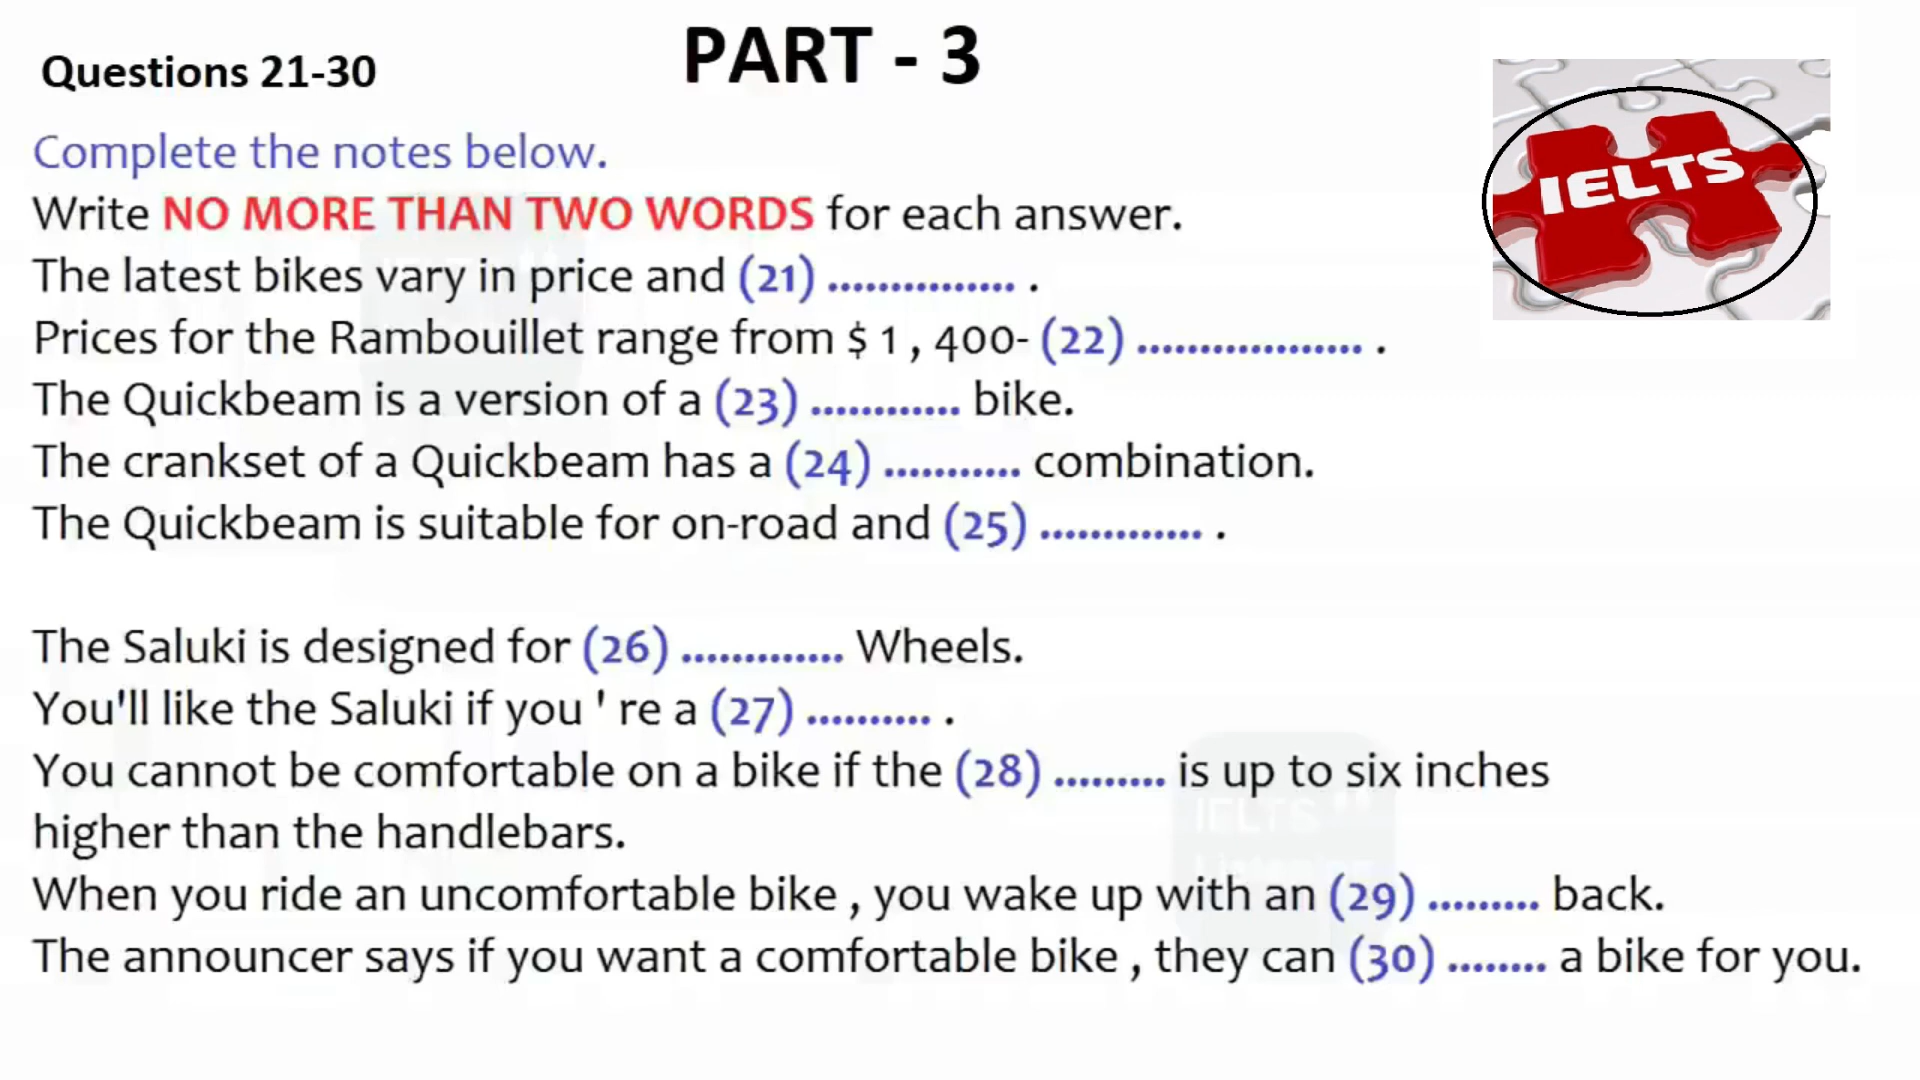 PART - 3
Questions 21-30
IELTS
Complete the notes below.
Write NO MORE THAN TWO WORDS for each answer.
The latest bikes vary in price and (21) ............... .
Prices for the Rambouillet range from $ 1 , 400- (22) .................. .
The Quickbeam is a version of a (23) ............ bike.
The crankset of a Quickbeam has a (24) ........... combination.
The Quickbeam is suitable for on-road and (25) ............. .
The Saluki is designed for (26) ............. Wheels.
You'll like the Saluki if you ' re a (27) .......... .
You cannot be comfortable on a bike if the (28) ......... is up to six inches
higher than the handlebars.
When you ride an uncomfortable bike , you wake up with an (29) ......... back.
The announcer says if you want a comfortable bike , they can (30) ........ a bike for you.